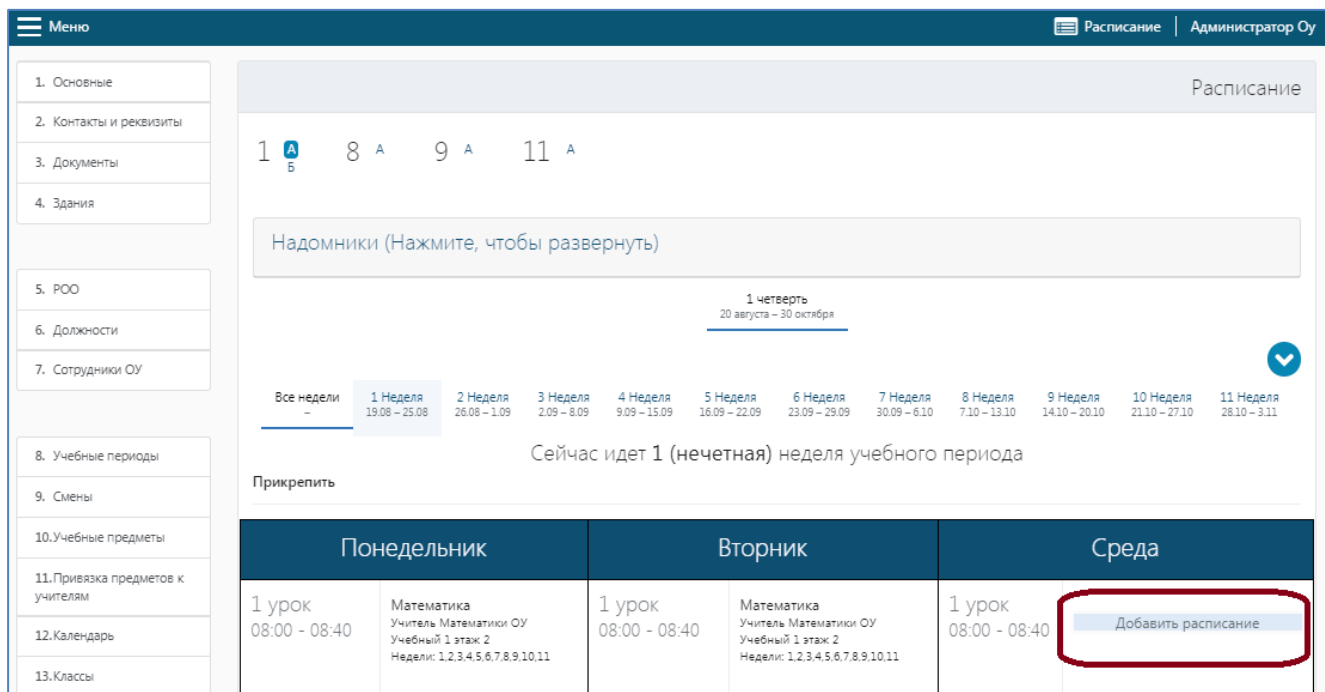 Меню
Расписание
Администратор Оу
1. Основные
2. Контакты и реквизиты
3. Документы
4. Здания
5. РОО
6. Должности
7. Сотрудники ОУ
8. Учебные периоды
9. Смены
10.Учебные предметы
11.Привязка предметов к
учителям
12.Календарь
13.Классы
Расписание
1 А
Б
8 А
9 А
11 А
Надомники (Нажмите, чтобы развернуть)
1 четверть
20 августа – 30 октября
Все недели
–
1 Неделя
19.08 – 25.08
2 Неделя
26.08 – 1.09
3 Неделя
2.09 – 8.09
4 Неделя
9.09 – 15.09
5 Неделя
16.09 – 22.09
6 Неделя
23.09 – 29.09
7 Неделя
30.09 – 6.10
8 Неделя
7.10 – 13.10
9 Неделя
14.10 – 20.10
10 Неделя
21.10 – 27.10
11 Неделя
28.10 – 3.11
Сейчас идет 1 (нечетная) неделя учебного периода
Прикрепить
Понедельник
Вторник
Среда
1 урок
08:00 - 08:40
Математика
Учитель Математики ОУ
Учебный 1 этаж 2
Недели: 1,2,3,4,5,6,7,8,9,10,11
1 урок
08:00 - 08:40
Математика
Учитель Математики ОУ
Учебный 1 этаж 2
Недели: 1,2,3,4,5,6,7,8,9,10,11
1 урок
08:00 - 08:40
Добавить расписание